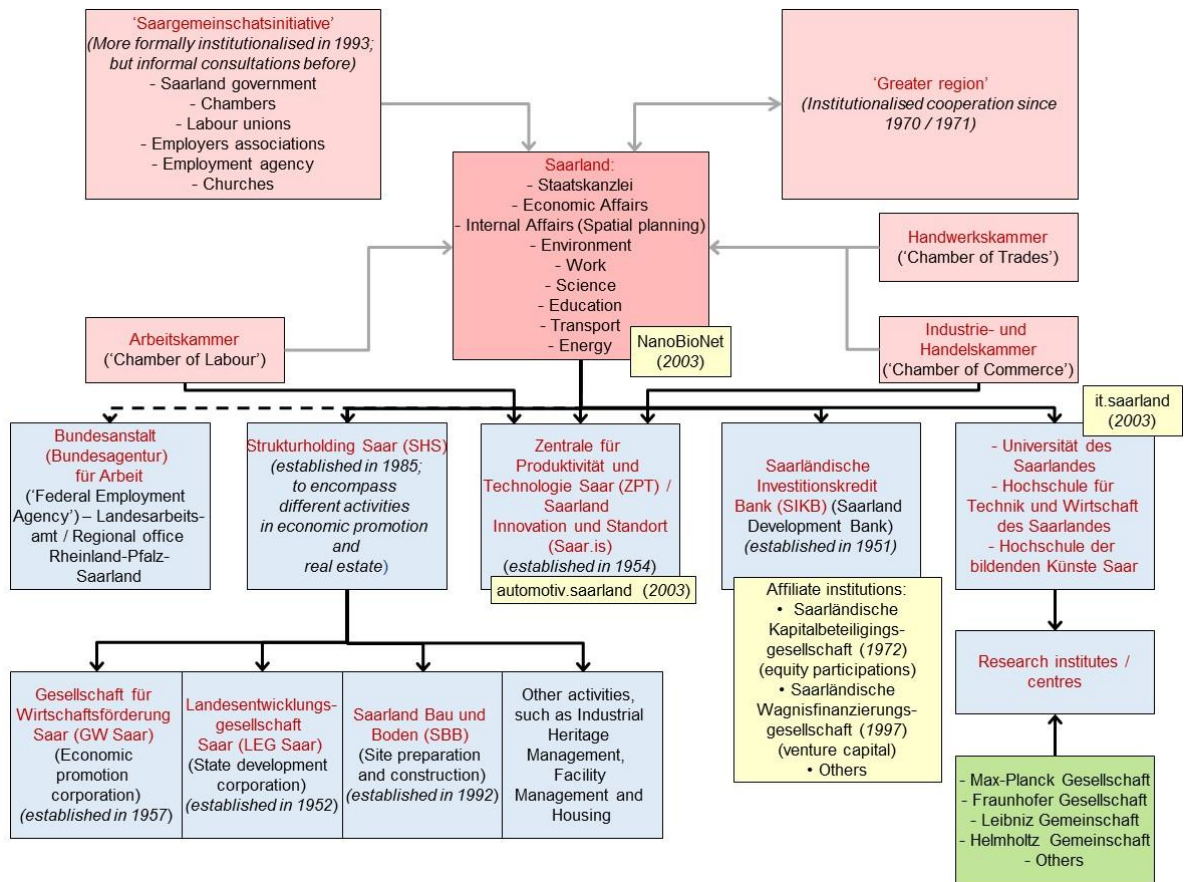 'Saargemeinschatsinitiative'
(More formally institutionalised in 1993;
but informal consultations before)
- Saarland government
- Chambers
- Labour unions
- Employers associations
- Employment agency
- Churches
'Greater region'
(Institutionalised cooperation since
1970 / 1971)
Saarland:
- Staatskanzlei
- Economic Affairs
- Internal Affairs (Spatial planning)
- Environment
- Work
- Science
- Education
- Transport
- Energy
Handwerkskammer
('Chamber of Trades')
Arbeitskammer
('Chamber of Labour')
NanoBioNet
(2003)
Industrie- und
Handelskammer
('Chamber of Commerce')
it.saarland
(2003)
Bundesanstalt
(Bundesagentur)
für Arbeit
('Federal Employment
Agency') – Landesarbeits-
amt / Regional office
Rheinland-Pfalz-
Saarland
Strukturholding Saar (SHS)
(established in 1985;
to encompass
different activities
in economic promotion
and
real estate)
Zentrale für
Produktivität und
Technologie Saar (ZPT) /
Saarland
Innovation und Standort
(Saar.is)
(established in 1954)
automotiv.saarland (2003)
Saarländische
Investitionskredit
Bank (SIKB) (Saarland
Development Bank)
(established in 1951)
- Universität des
Saarlandes
- Hochschule für
Technik und Wirtschaft
des Saarlandes
- Hochschule der
bildenden Künste Saar
Affiliate institutions:
• Saarländische
Kapitalbeteiligings-
gesellschaft (1972)
(equity participations)
• Saarländische
Wagnisfinanzierungs-
gesellschaft (1997)
(venture capital)
• Others
Research institutes /
centres
Gesellschaft für
Wirtschaftsförderung
Saar (GW Saar)
(Economic
promotion
corporation)
(established in 1957)
Landesentwicklungs-
gesellschaft
Saar (LEG Saar)
(State development
corporation)
(established in 1952)
Saarland Bau und
Boden (SBB)
(Site preparation
and construction)
(established in 1992)
Other activities,
such as Industrial
Heritage
Management,
Facility
Management and
Housing
- Max-Planck Gesellschaft
- Fraunhofer Gesellschaft
- Leibniz Gemeinschaft
- Helmholtz Gemeinschaft
- Others